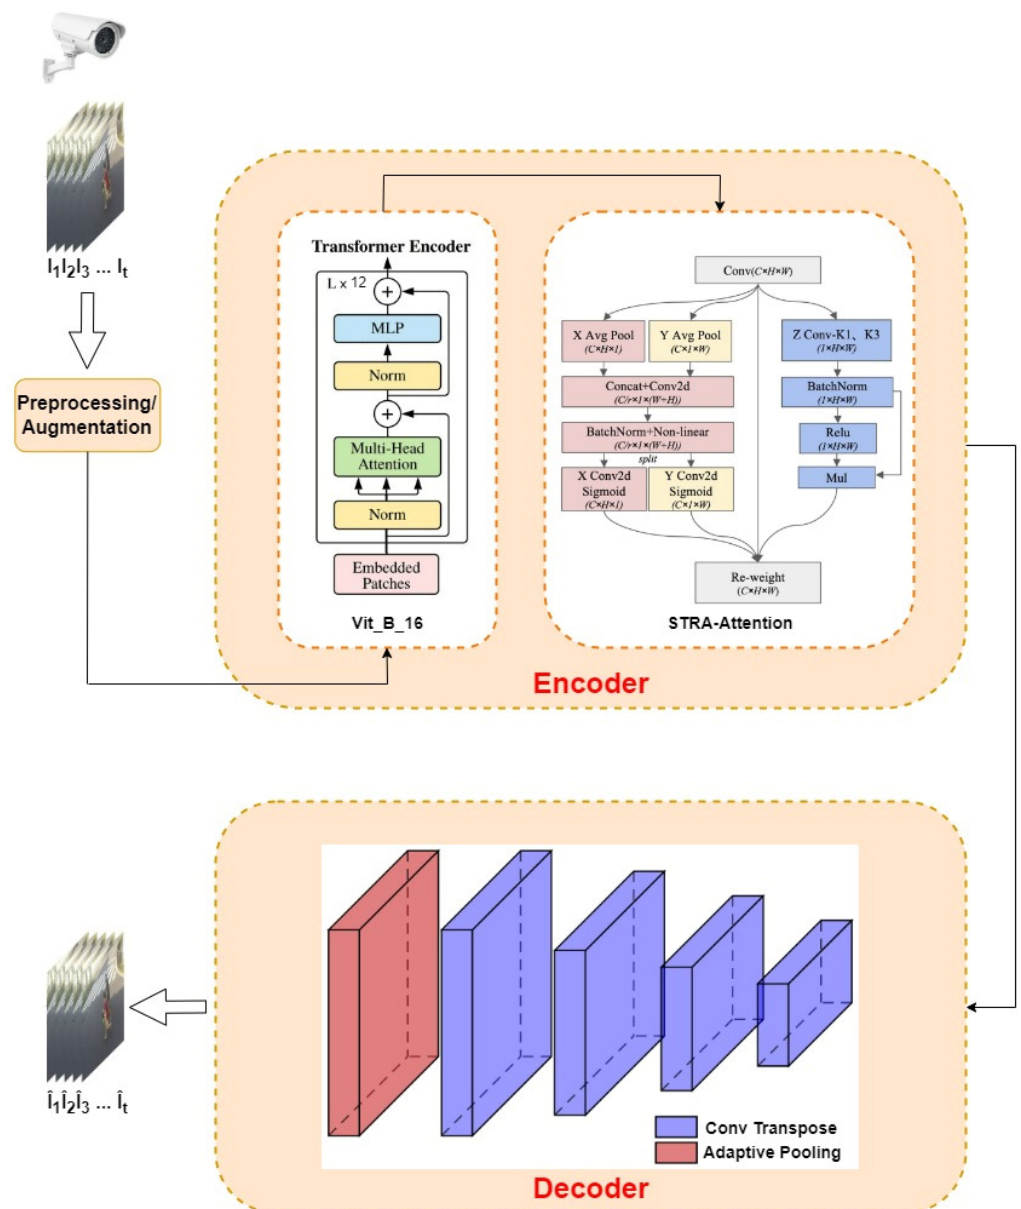 I₁I₂I₃ ... Iₜ
Preprocessing/
Augmentation
Transformer Encoder
L x 12
MLP
Norm
Multi-Head
Attention
Norm
Embedded
Patches
Vit_B_16
Conv(C×H×W)
X Avg Pool
(C×H×1)
Y Avg Pool
(C×1×W)
Z Conv-K1、K3
(1×H×W)
Concat+Conv2d
(C/r×1×(W+H))
BatchNorm
(1×H×W)
BatchNorm+Non-linear
(C/r×1×(W+H))
Relu
(1×H×W)
split
X Conv2d
Sigmoid
(C×H×1)
Y Conv2d
Sigmoid
(C×1×W)
Mul
Re-weight
(C×H×W)
STRA-Attention
Encoder
Î₁Î₂Î₃ ... Îₜ
Conv Transpose
Adaptive Pooling
Decoder